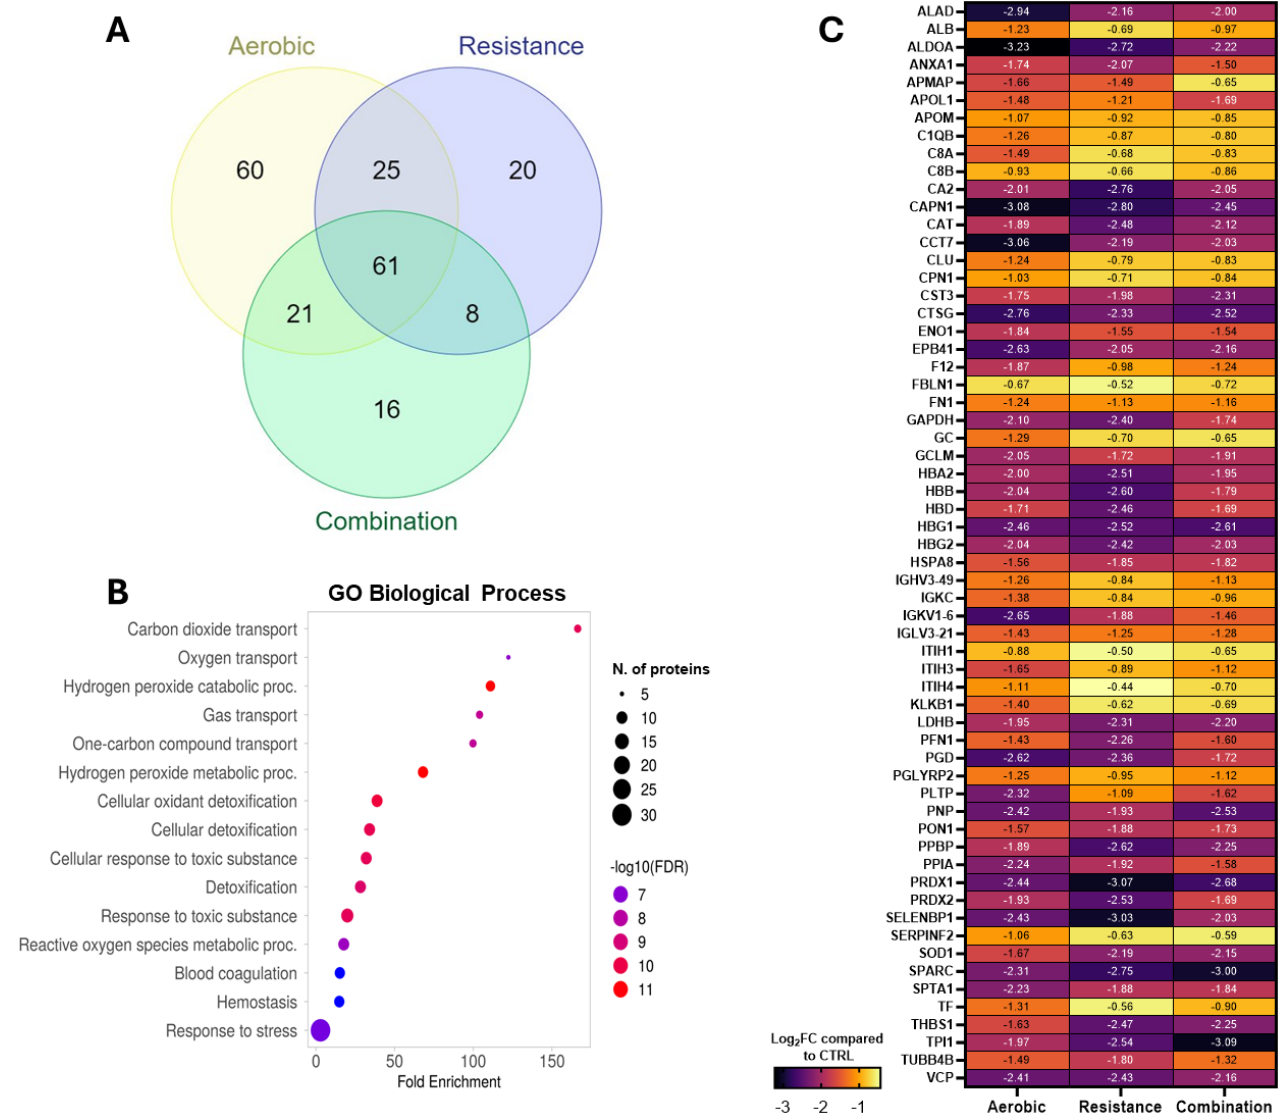 A
Aerobic
Resistance
60
25
20
61
21
8
16
Combination
B
GO Biological Process
Carbon dioxide transport
Oxygen transport
Hydrogen peroxide catabolic proc.
Gas transport
One-carbon compound transport
Hydrogen peroxide metabolic proc.
Cellular oxidant detoxification
Cellular detoxification
Cellular response to toxic substance
Detoxification
Response to toxic substance
Reactive oxygen species metabolic proc.
Blood coagulation
Hemostasis
Response to stress
0 50 100 150
Fold Enrichment
N. of proteins
5
10
15
20
25
30
-log10(FDR)
7
8
9
10
11
C
ALAD -2.94 -2.16 -2.00
ALB -1.23 -0.69 -0.97
ALDOA -3.23 -2.72 -2.22
ANXA1 -1.74 -2.07 -1.50
APMAP -1.66 -1.49 -0.65
APOL1 -1.48 -1.21 -1.69
APOM -1.07 -0.92 -0.85
C1QB -1.26 -0.87 -0.80
C8A -1.49 -0.68 -0.83
C8B -0.93 -0.66 -0.86
CA2 -2.01 -2.76 -2.05
CAPN1 -3.08 -2.80 -2.45
CAT -1.89 -2.48 -2.12
CCT7 -3.06 -2.19 -2.03
CLU -1.24 -0.79 -0.83
CPN1 -1.03 -0.71 -0.84
CST3 -1.75 -1.98 -2.31
CTSG -2.76 -2.33 -2.52
ENO1 -1.84 -1.55 -1.54
EPB41 -2.63 -2.05 -2.16
F12 -1.87 -0.98 -1.24
FBLN1 -0.67 -0.52 -0.72
FN1 -1.24 -1.13 -1.16
GAPDH -2.10 -2.40 -1.74
GC -1.29 -0.70 -0.65
GCLM -2.05 -1.72 -1.91
HBA2 -2.00 -2.51 -1.95
HBB -2.04 -2.60 -1.79
HBD -1.71 -2.46 -1.69
HBG1 -2.46 -2.52 -2.61
HBG2 -2.04 -2.42 -2.03
HSPA8 -1.56 -1.85 -1.82
IGHV3-49 -1.26 -0.84 -1.13
IGKC -1.38 -0.84 -0.96
IGKV1-6 -2.65 -1.88 -1.46
IGLV3-21 -1.43 -1.25 -1.28
ITIH1 -0.88 -0.50 -0.65
ITIH3 -1.65 -0.89 -1.12
ITIH4 -1.11 -0.44 -0.70
KLKB1 -1.40 -0.62 -0.69
LDHB -1.95 -2.31 -2.20
PFN1 -1.43 -2.26 -1.60
PGD -2.62 -2.36 -1.72
PGLYRP2 -1.25 -0.95 -1.12
PLTP -2.32 -1.09 -1.62
PNP -2.42 -1.93 -2.53
PON1 -1.57 -1.88 -1.73
PPBP -1.89 -2.62 -2.25
PPIA -2.24 -1.92 -1.58
PRDX1 -2.44 -3.07 -2.68
PRDX2 -1.93 -2.53 -1.69
SELENBP1 -2.43 -3.03 -2.03
SERPINF2 -1.06 -0.63 -0.59
SOD1 -1.67 -2.19 -2.15
SPARC -2.31 -2.75 -3.00
SPTA1 -2.23 -1.88 -1.84
TF -1.31 -0.56 -0.90
THBS1 -1.63 -2.47 -2.25
TPI1 -1.97 -2.54 -3.09
TUBB4B -1.49 -1.80 -1.32
VCP -2.41 -2.43 -2.16
Aerobic Resistance Combination
Log₂FC compared
to CTRL
-3 -2 -1